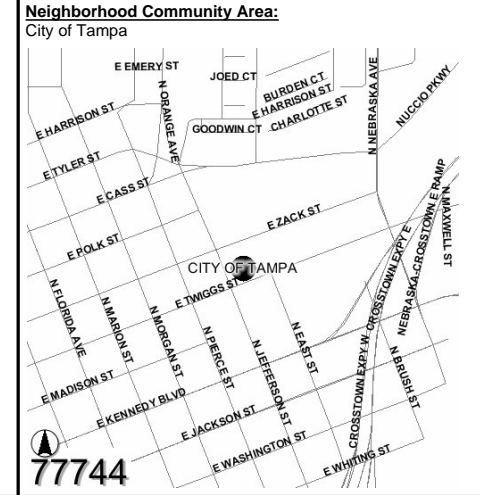 Neighborhood Community Area:
City of Tampa
E EMERY ST
JOED CT
BURDEN CT
E HARRISON ST
CHARLOTTE ST
GOODWIN CT
N ORANGE AVE
N NEBRASKA AVE
NUCCIO PKWY
E HARRISON ST
E TYLER ST
E CASS ST
E ZACK ST
E POLK ST
CITY OF TAMPA
E TWIGGS ST
N FLORIDA AVE
N MARION ST
N MORGAN ST
N PIERCE ST
N JEFFERSON ST
N EAST ST
CROSSTOWN EXPY W
CROSSTOWN EXPY E
NEBRASKA-CROSSTOWN E RAMP
N MAXWELL ST
N BRUSH ST
E MADISON ST
E KENNEDY BLVD
E JACKSON ST
E WASHINGTON ST
E WHITING ST
77744